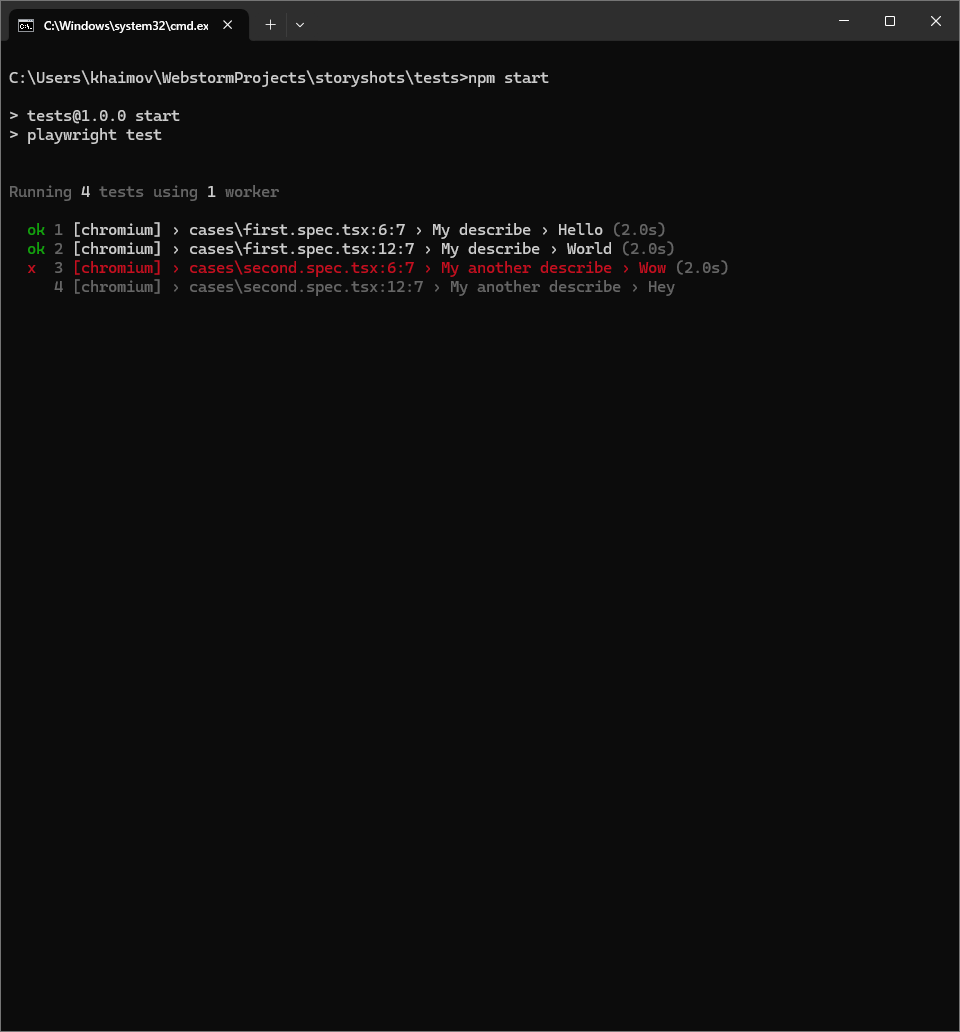 C:\Windows\system32\cmd.ex
C:\Users\khaimov\WebstormProjects\storyshots\tests>npm start
> tests@1.0.0 start
> playwright test
Running 4 tests using 1 worker
ok 1 [chromium] › cases\first.spec.tsx:6:7 › My describe › Hello (2.0s)
ok 2 [chromium] › cases\first.spec.tsx:12:7 › My describe › World (2.0s)
x 3 [chromium] › cases\second.spec.tsx:6:7 › My another describe › Wow (2.0s)
4 [chromium] › cases\second.spec.tsx:12:7 › My another describe › Hey